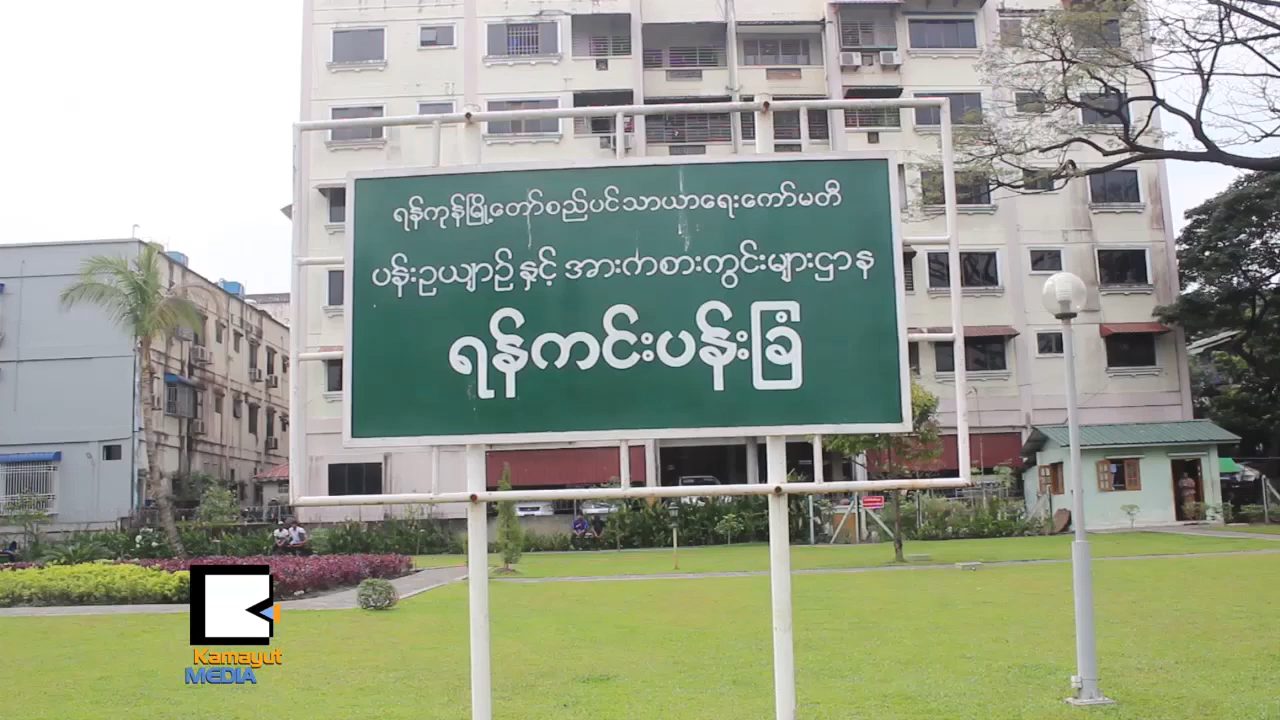 ရန်ကုန်မြို့တော်စည်ပင်သာယာရေးကော်မတီ
ပန်းဥယျာဉ်နှင့် အားကစားကွင်းများဌာန
ရန်ကင်းပန်းခြံ
Kamayut
MEDIA